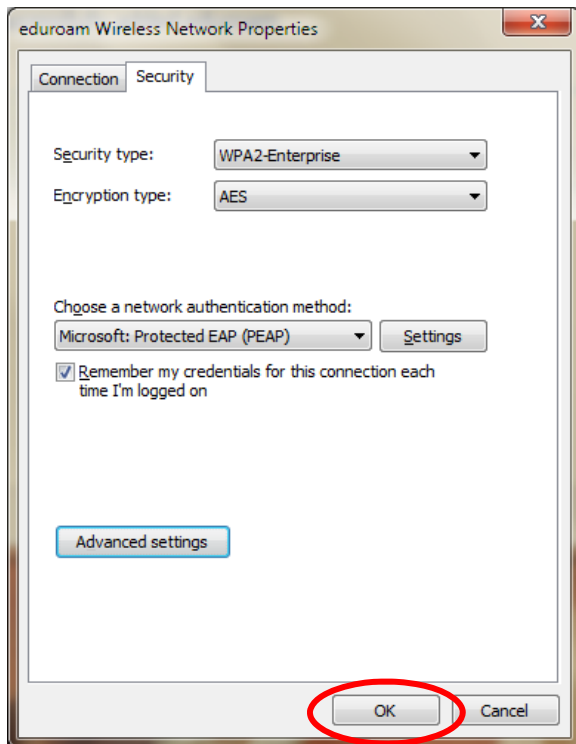 eduroam Wireless Network Properties
Connection Security
Security type: WPA2-Enterprise
Encryption type: AES
Choose a network authentication method:
Microsoft: Protected EAP (PEAP) Settings
Remember my credentials for this connection each
time I'm logged on
Advanced settings
OK Cancel